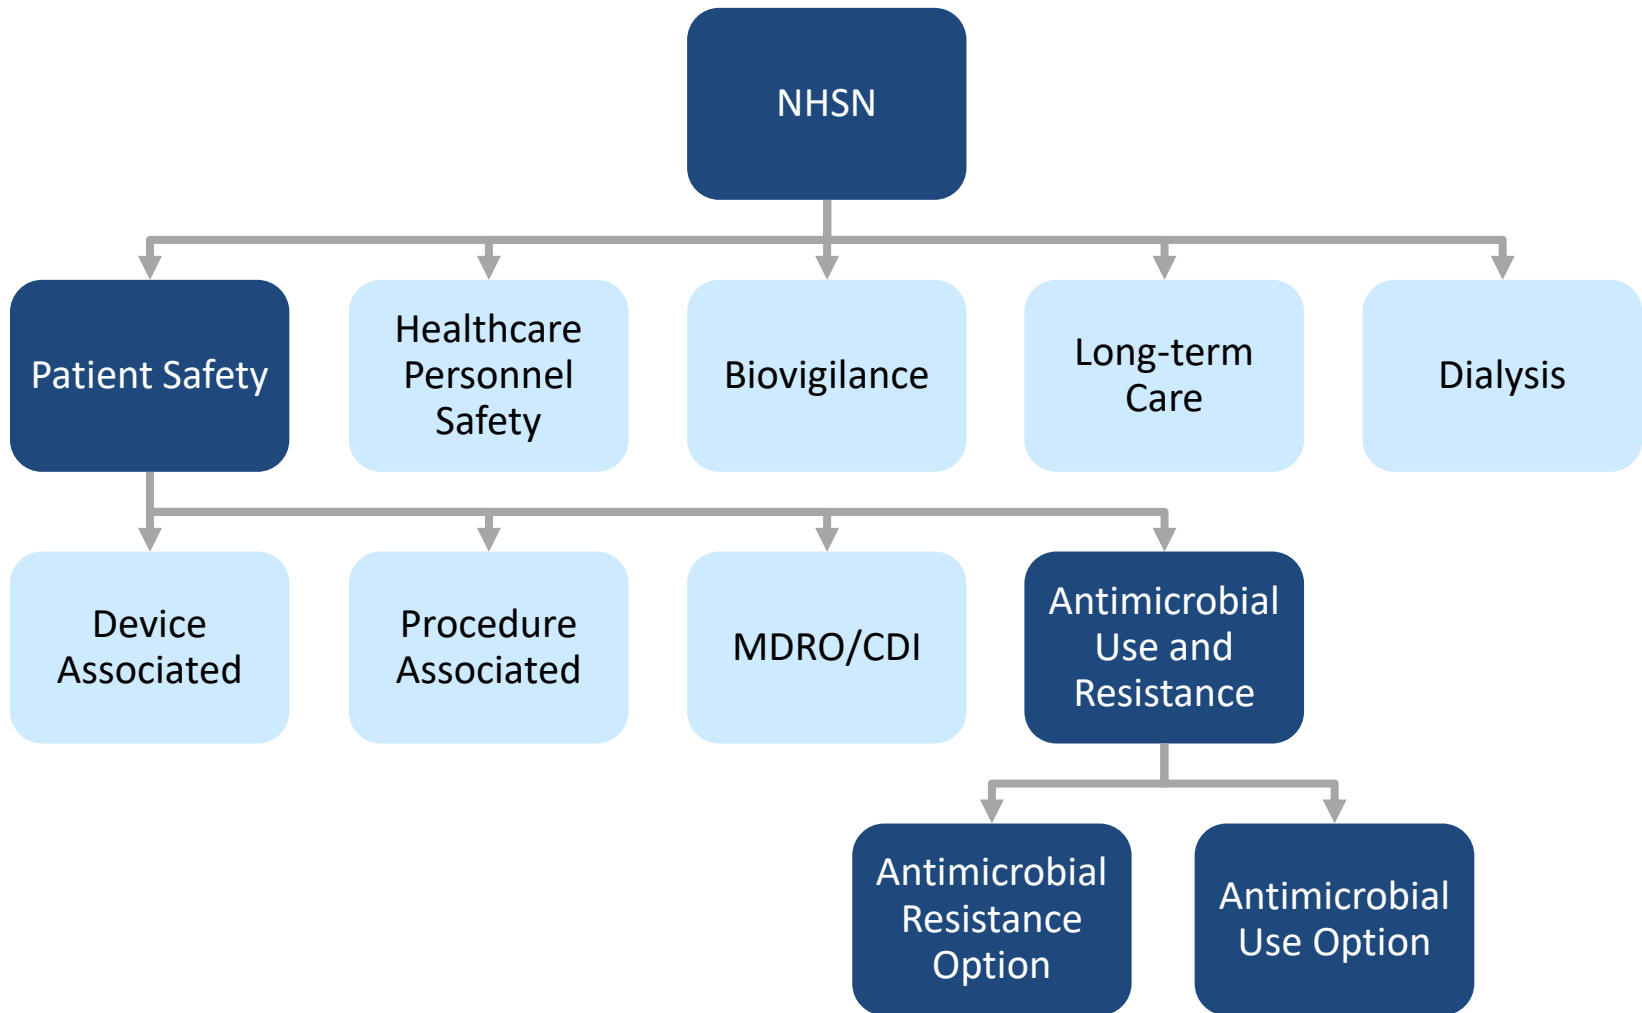 NHSN
Patient Safety
Healthcare
Personnel
Safety
Biovigilance
Long-term
Care
Dialysis
Device
Associated
Procedure
Associated
MDRO/CDI
Antimicrobial
Use and
Resistance
Antimicrobial
Resistance
Option
Antimicrobial
Use Option